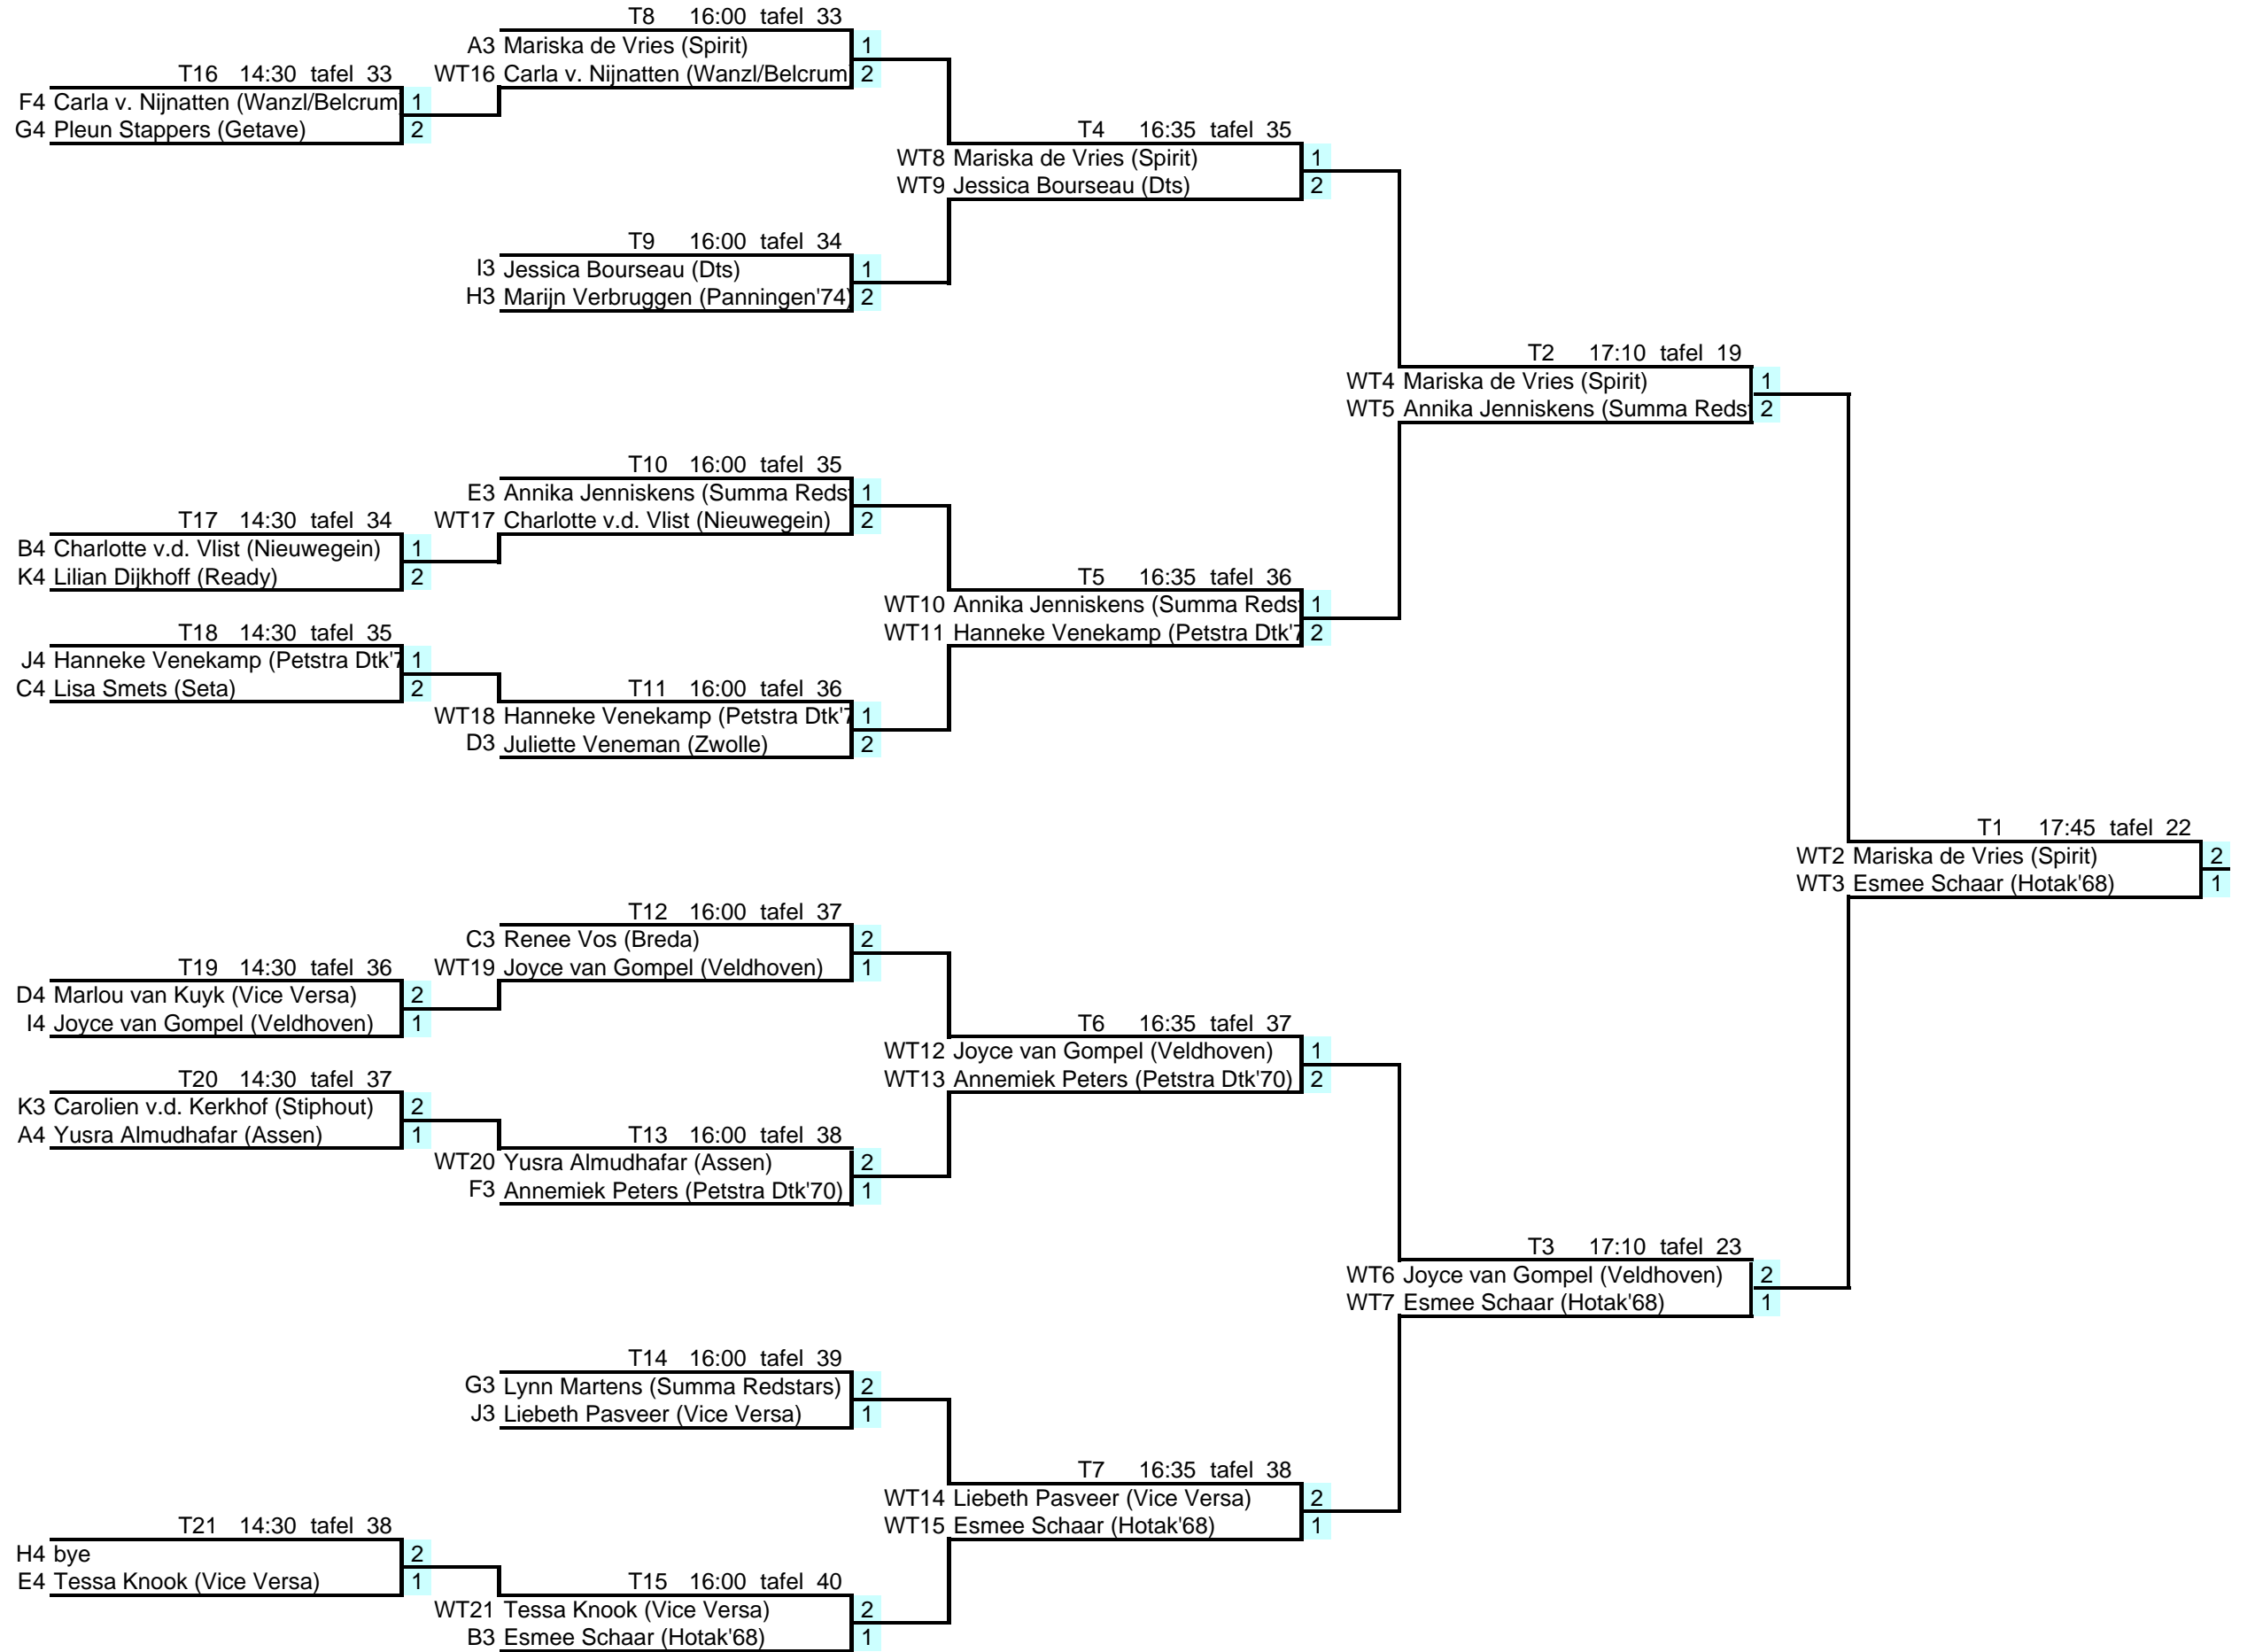 T8 16:00 tafel 33
A3 Mariska de Vries (Spirit) 1
WT16 Carla v. Nijnatten (Wanzl/Belcrum 2
T16 14:30 tafel 33
F4 Carla v. Nijnatten (Wanzl/Belcrum 1
G4 Pleun Stappers (Getave) 2
T4 16:35 tafel 35
WT8 Mariska de Vries (Spirit) 1
WT9 Jessica Bourseau (Dts) 2
T9 16:00 tafel 34
I3 Jessica Bourseau (Dts) 1
H3 Marijn Verbruggen (Panningen'74) 2
T2 17:10 tafel 19
WT4 Mariska de Vries (Spirit) 1
WT5 Annika Jenniskens (Summa Reds 2
T10 16:00 tafel 35
E3 Annika Jenniskens (Summa Reds 1
WT17 Charlotte v.d. Vlist (Nieuwegein) 2
T17 14:30 tafel 34
B4 Charlotte v.d. Vlist (Nieuwegein) 1
K4 Lilian Dijkhoff (Ready) 2
T5 16:35 tafel 36
WT10 Annika Jenniskens (Summa Reds 1
WT11 Hanneke Venekamp (Petstra Dtk'7 2
T18 14:30 tafel 35
J4 Hanneke Venekamp (Petstra Dtk'7 1
C4 Lisa Smets (Seta) 2
T11 16:00 tafel 36
WT18 Hanneke Venekamp (Petstra Dtk'7 1
D3 Juliette Veneman (Zwolle) 2
T1 17:45 tafel 22
WT2 Mariska de Vries (Spirit) 2
WT3 Esmee Schaar (Hotak'68) 1
T12 16:00 tafel 37
C3 Renee Vos (Breda) 2
WT19 Joyce van Gompel (Veldhoven) 1
T19 14:30 tafel 36
D4 Marlou van Kuyk (Vice Versa) 2
I4 Joyce van Gompel (Veldhoven) 1
T6 16:35 tafel 37
WT12 Joyce van Gompel (Veldhoven) 1
WT13 Annemiek Peters (Petstra Dtk'70) 2
T20 14:30 tafel 37
K3 Carolien v.d. Kerkhof (Stiphout) 2
A4 Yusra Almudhafar (Assen) 1
T13 16:00 tafel 38
WT20 Yusra Almudhafar (Assen) 2
F3 Annemiek Peters (Petstra Dtk'70) 1
T3 17:10 tafel 23
WT6 Joyce van Gompel (Veldhoven) 2
WT7 Esmee Schaar (Hotak'68) 1
T14 16:00 tafel 39
G3 Lynn Martens (Summa Redstars) 2
J3 Liebeth Pasveer (Vice Versa) 1
T7 16:35 tafel 38
WT14 Liebeth Pasveer (Vice Versa) 2
WT15 Esmee Schaar (Hotak'68) 1
T21 14:30 tafel 38
H4 bye 2
E4 Tessa Knook (Vice Versa) 1
T15 16:00 tafel 40
WT21 Tessa Knook (Vice Versa) 2
B3 Esmee Schaar (Hotak'68) 1